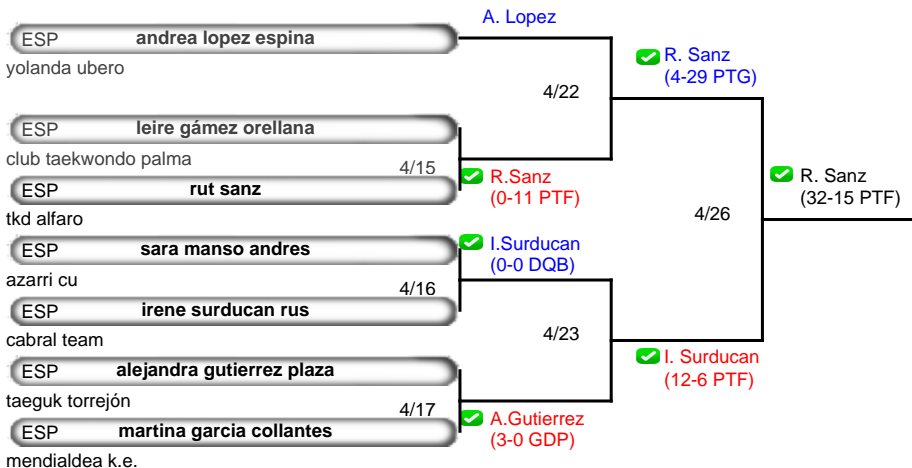 A. Lopez
ESP andrea lopez espina
yolanda ubero
R. Sanz
(4-29 PTG)
4/22
ESP leire gámez orellana
club taekwondo palma
4/15
R.Sanz
(0-11 PTF)
ESP rut sanz
tkd alfaro
R. Sanz
(32-15 PTF)
4/26
ESP sara manso andres
azarri cu
I.Surducan
(0-0 DQB)
4/16
ESP irene surducan rus
cabral team
4/23
I. Surducan
(12-6 PTF)
ESP alejandra gutierrez plaza
taeguk torrejón
4/17
A.Gutierrez
(3-0 GDP)
ESP martina garcia collantes
mendialdea k.e.